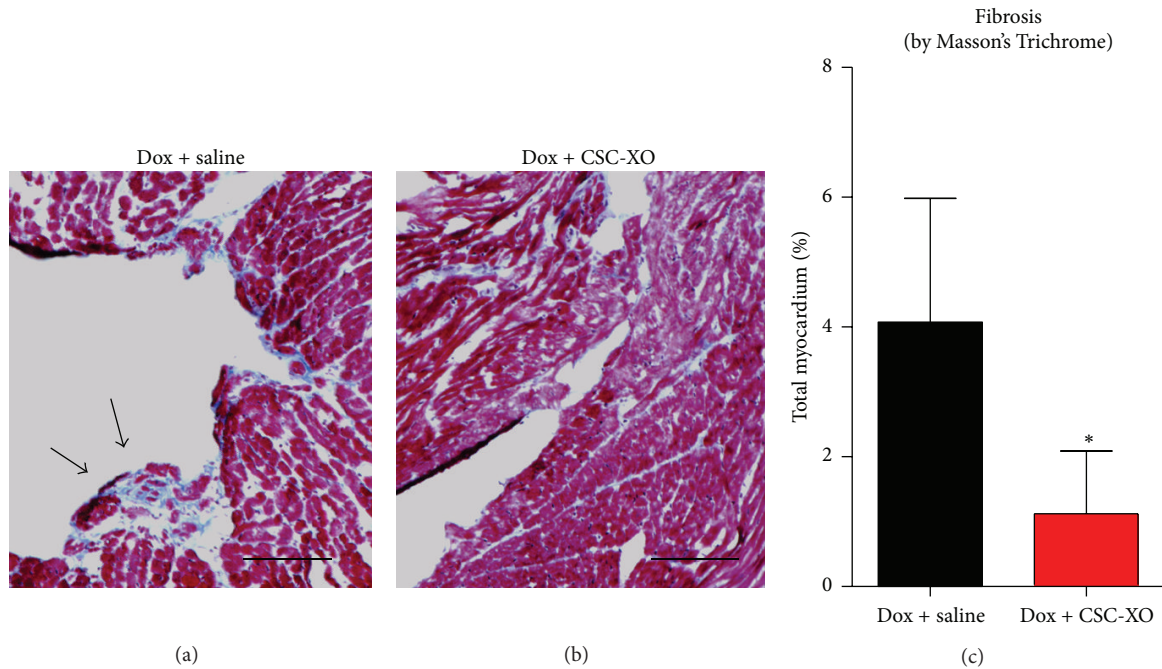 Dox + saline
Dox + CSC-XO
Fibrosis
(by Masson's Trichrome)
Total myocardium (%)
8
6
4
2
0
*
Dox + saline
Dox + CSC-XO
(a)
(b)
(c)